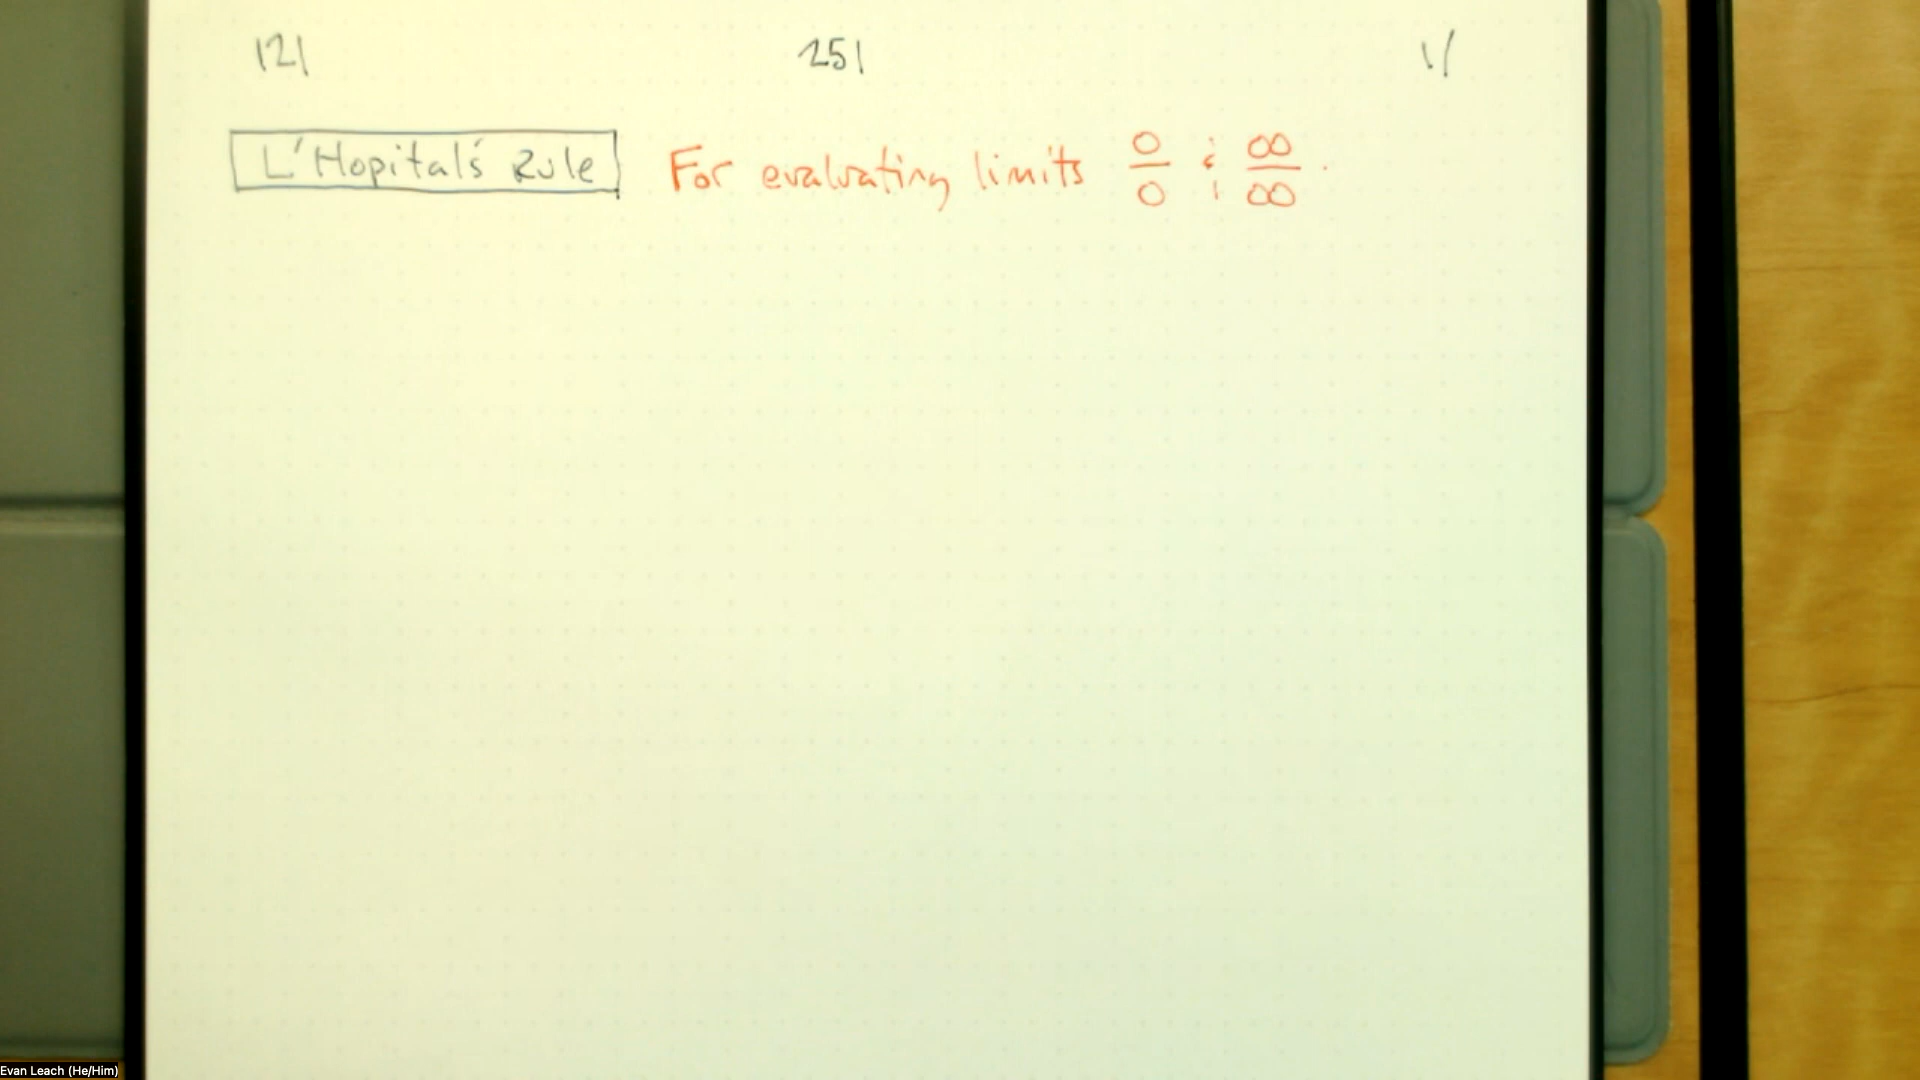 121 251 1/
L'Hopital's Rule For evaluating limits 0/0 & ∞/∞.
Evan Leach (He/Him)